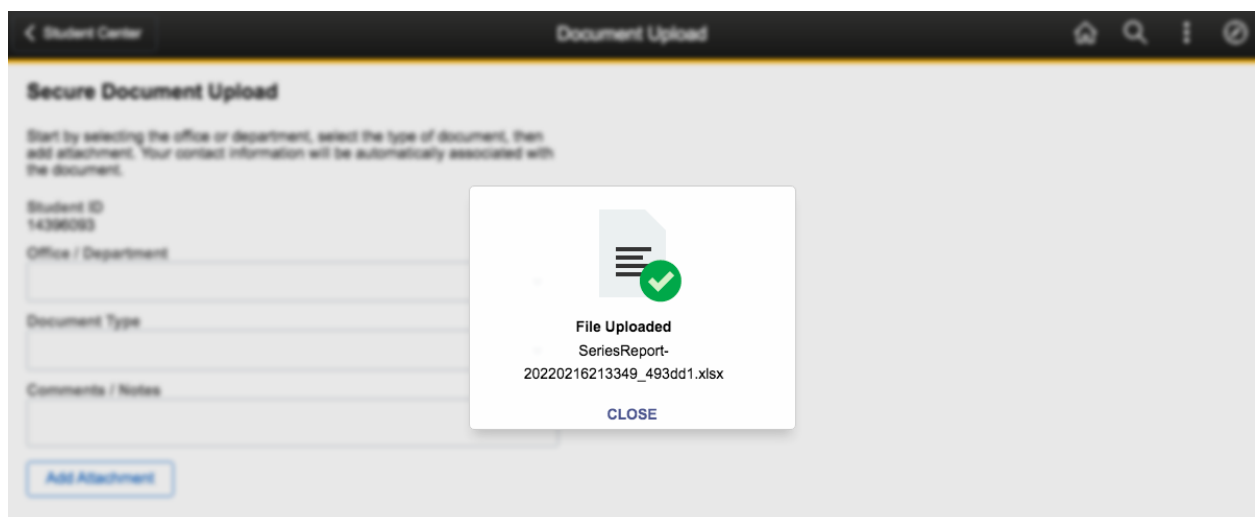 Student Center
Document Upload
Secure Document Upload
Start by selecting the office or department, select the type of document, then
add attachment. Your contact information will be automatically associated with
the document.
Student ID
14396093
Office / Department
Document Type
Comments / Notes
Add Attachment
File Uploaded
SeriesReport-
20220216213349_493dd1.xlsx
CLOSE